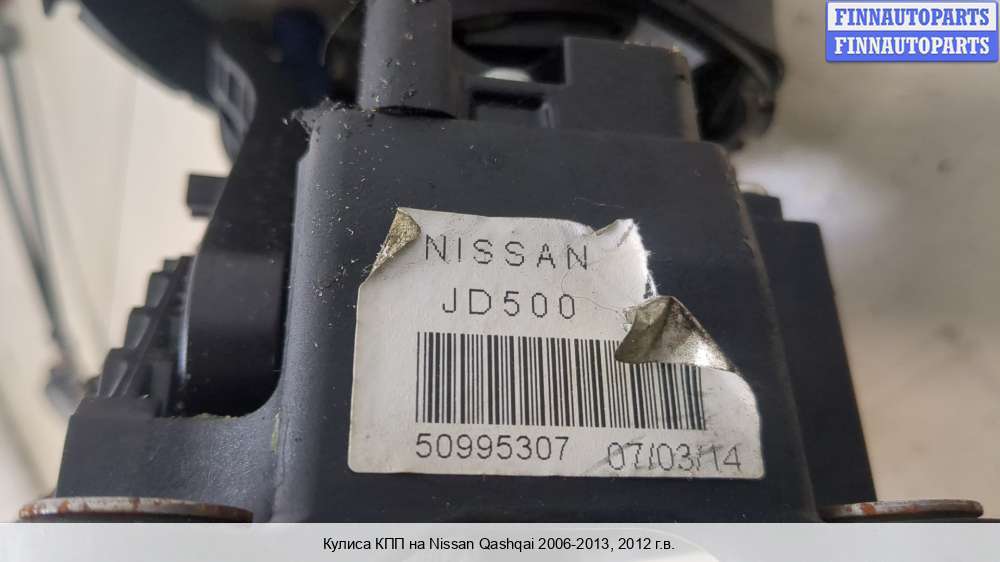 FINNAUTOPARTS
FINNAUTOPARTS
NISSAN
JD500
50995307 07/03/14
Кулиса КПП на Nissan Qashqai 2006-2013, 2012 г.в.